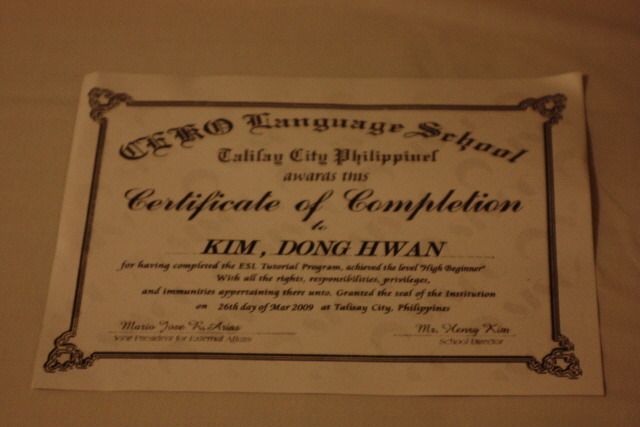 CEKO Language School
Talisay City Philippines
awards this
Certificate of Completion
to
KIM, DONG HWAN
for having completed the ESL Tutorial Program, achieved the level "High Beginner"
With all the rights, responsibilities, privileges,
and immunities appertaining there unto. Granted the seal of the Institution
on 26th day of Mar 2009 at Talisay City, Philippines
Mario Jose R. Arias Mr. Henry Kim
Vice President for External Affairs School Director